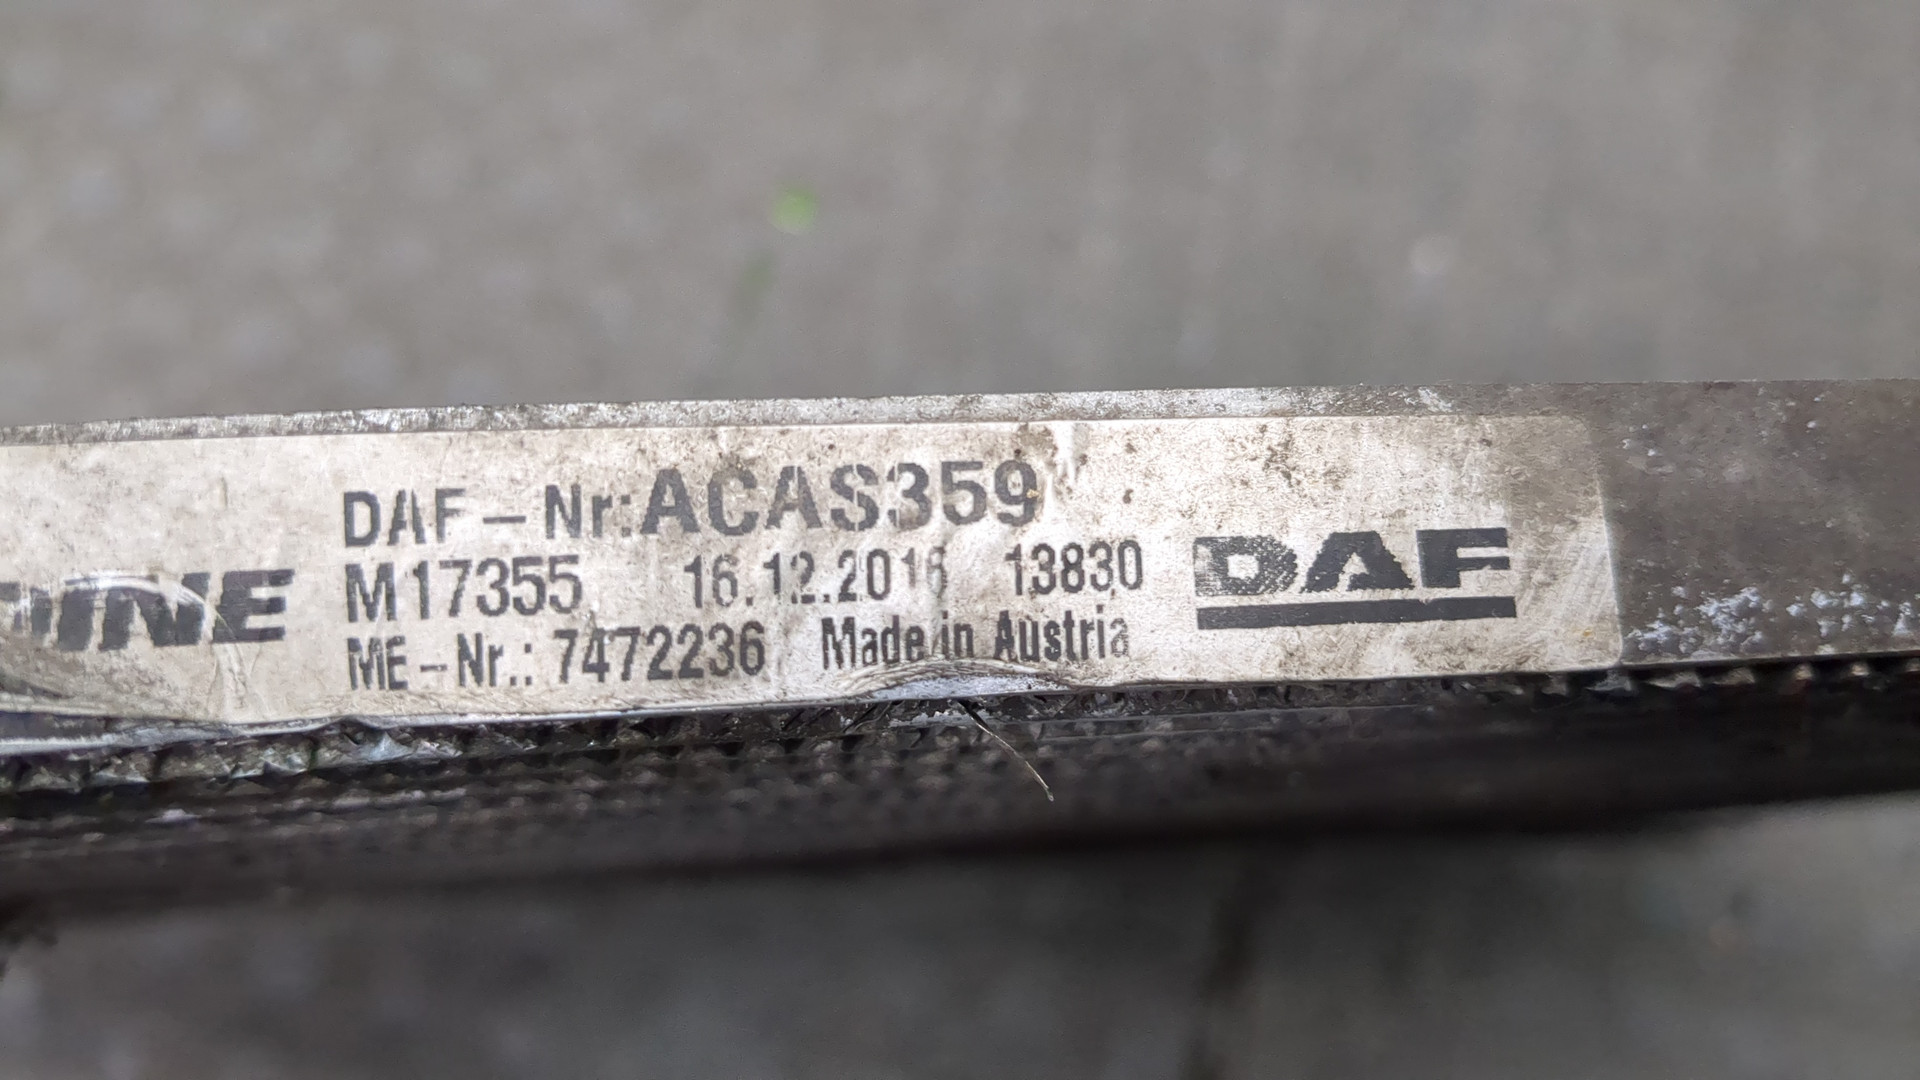 DAF-Nr:ACAS359
M17355 16.12.2016 13830
ME-Nr.: 7472236 Made in Austria
DAF